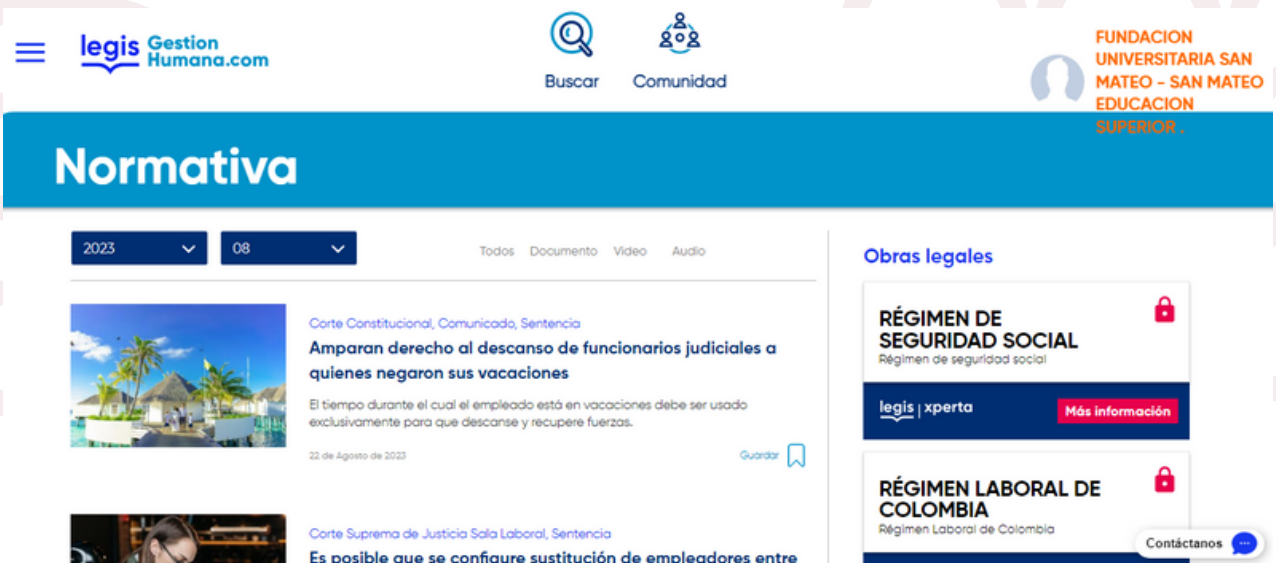 legis Gestion
Humana.com
Buscar
Comunidad
FUNDACION
UNIVERSITARIA SAN
MATEO - SAN MATEO
EDUCACION
SUPERIOR .
Normativa
2023
08
Todos Documento Video Audio
Corte Constitucional, Comunicado, Sentencia
Amparan derecho al descanso de funcionarios judiciales a
quienes negaron sus vacaciones
El tiempo durante el cual el empleado está en vacaciones debe ser usado
exclusivamente para que descanse y recupere fuerzas.
22 de Agosto de 2023
Guardar
Corte Suprema de Justicia Sala Laboral, Sentencia
Es posible que se configure sustitución de empleadores entre
Obras legales
RÉGIMEN DE
SEGURIDAD SOCIAL
Régimen de seguridad social
legis | xperta
Más información
RÉGIMEN LABORAL DE
COLOMBIA
Régimen Laboral de Colombia
Contáctanos